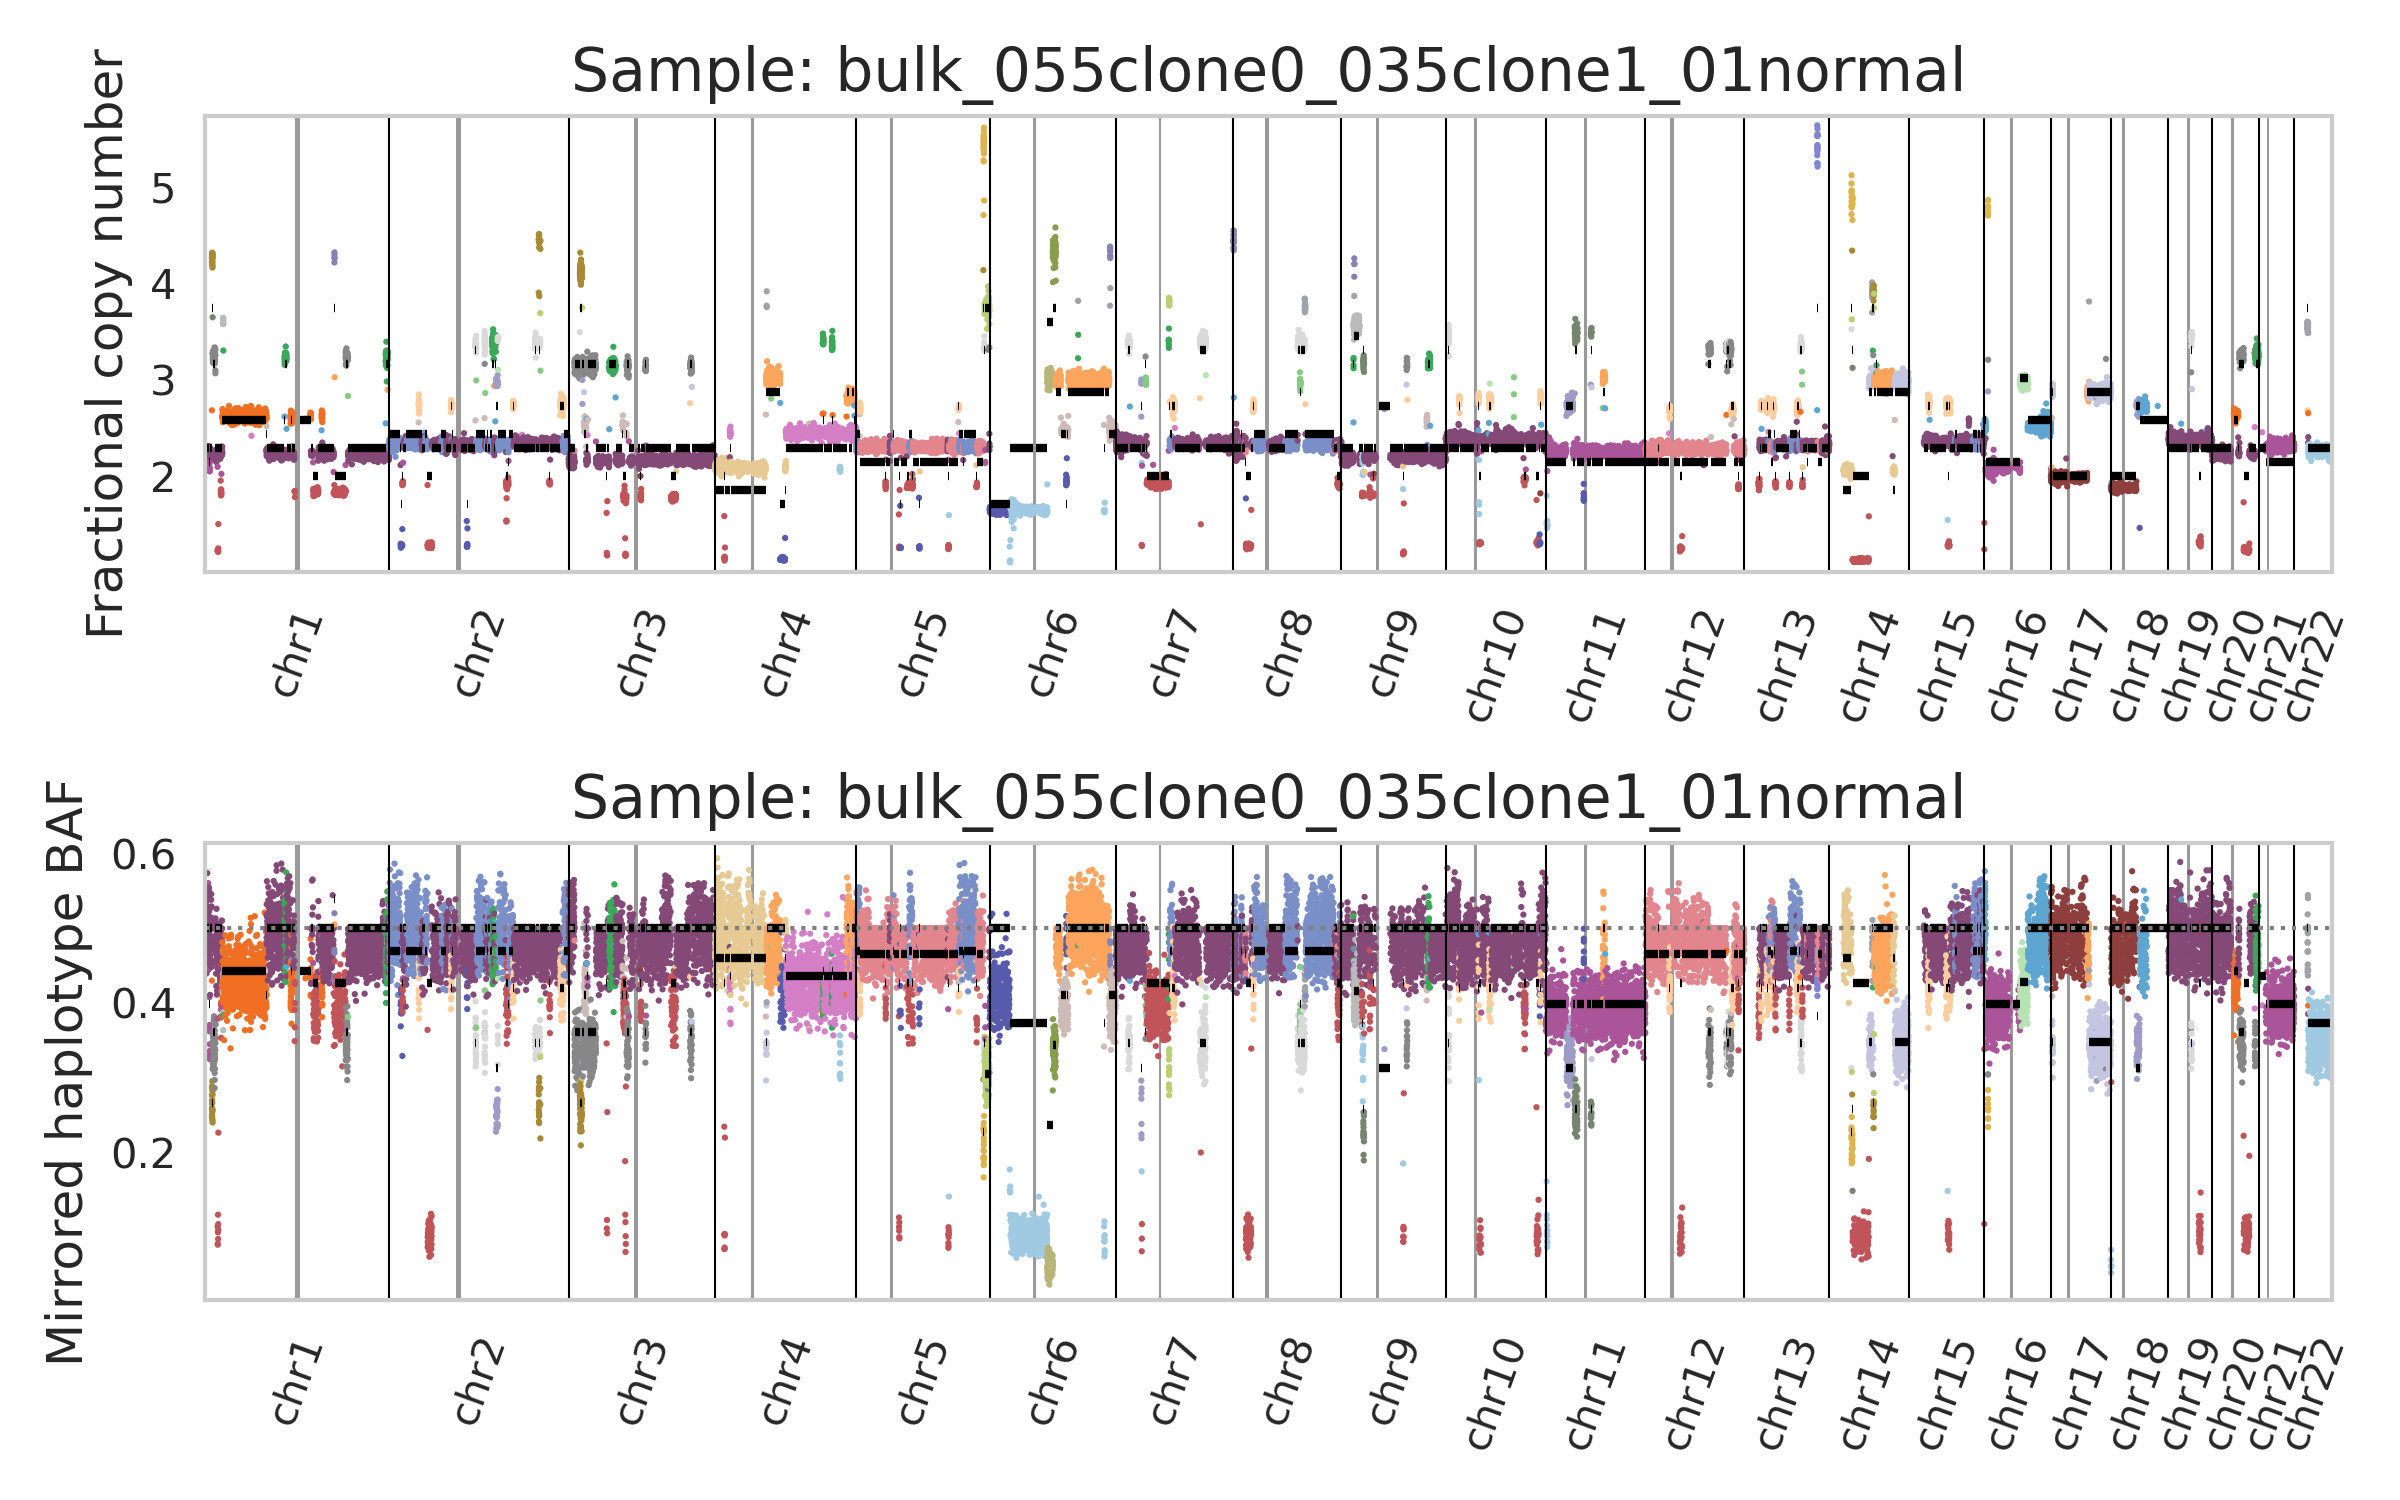 Sample: bulk_055clone0_035clone1_01normal
Fractional copy number
5
4
3
2
chr1
chr2
chr3
chr4
chr5
chr6
chr7
chr8
chr9
chr10
chr11
chr12
chr13
chr14
chr15
chr16
chr17
chr18
chr19
chr20
chr21
chr22
Sample: bulk_055clone0_035clone1_01normal
Mirrored haplotype BAF
0.6
0.4
0.2
chr1
chr2
chr3
chr4
chr5
chr6
chr7
chr8
chr9
chr10
chr11
chr12
chr13
chr14
chr15
chr16
chr17
chr18
chr19
chr20
chr21
chr22